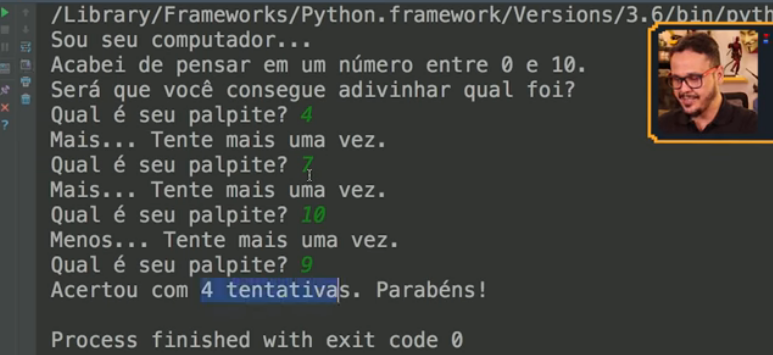 /Library/Frameworks/Python.framework/Versions/3.6/bin/pyth
Sou seu computador...
Acabei de pensar em um número entre 0 e 10.
Será que você consegue adivinhar qual foi?
Qual é seu palpite? 4
Mais... Tente mais uma vez.
Qual é seu palpite? 7
Mais... Tente mais uma vez.
Qual é seu palpite? 10
Menos... Tente mais uma vez.
Qual é seu palpite? 9
Acertou com 4 tentativas. Parabéns!
Process finished with exit code 0